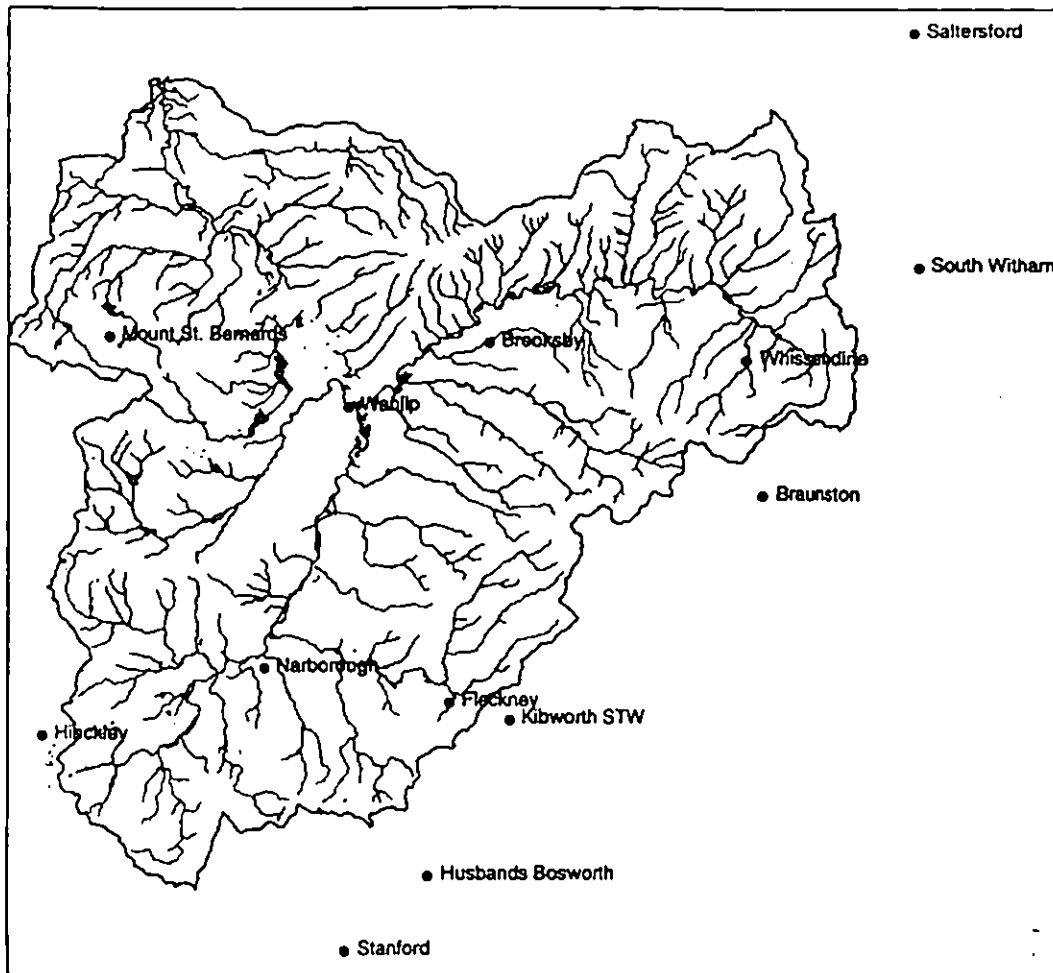 Saltersford
South Witham
Mount St. Bernards
Brooksby
Whissendine
Wanlip
Braunston
Narborough
Fleckney
Kibworth STW
Hinckley
Husbands Bosworth
Stanford